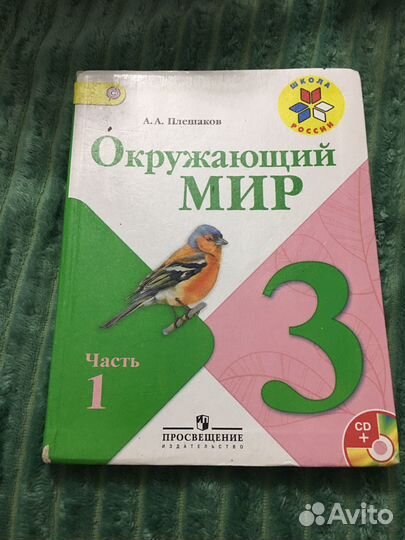 ШКОЛА
РОССИИ
А. А. Плешаков
Окружающий
МИР
3
Часть
1
ПРОСВЕЩЕНИЕ
ИЗДАТЕЛЬСТВО
CD
+
Avito